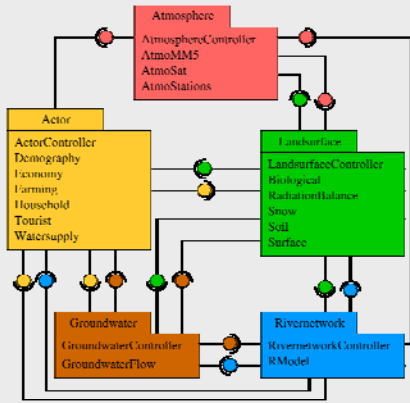 Atmosphere
AtmosphereController
AtmoMM5
AtmoSat
AtmoStations
Actor
ActorController
Demography
Economy
Farming
Household
Tourist
Watersupply
Landsurface
LandsurfaceController
Biological
RadiationBalance
Snow
Soil
Surface
Groundwater
GroundwaterController
GroundwaterFlow
Rivernetwork
RivernetworkController
RModel